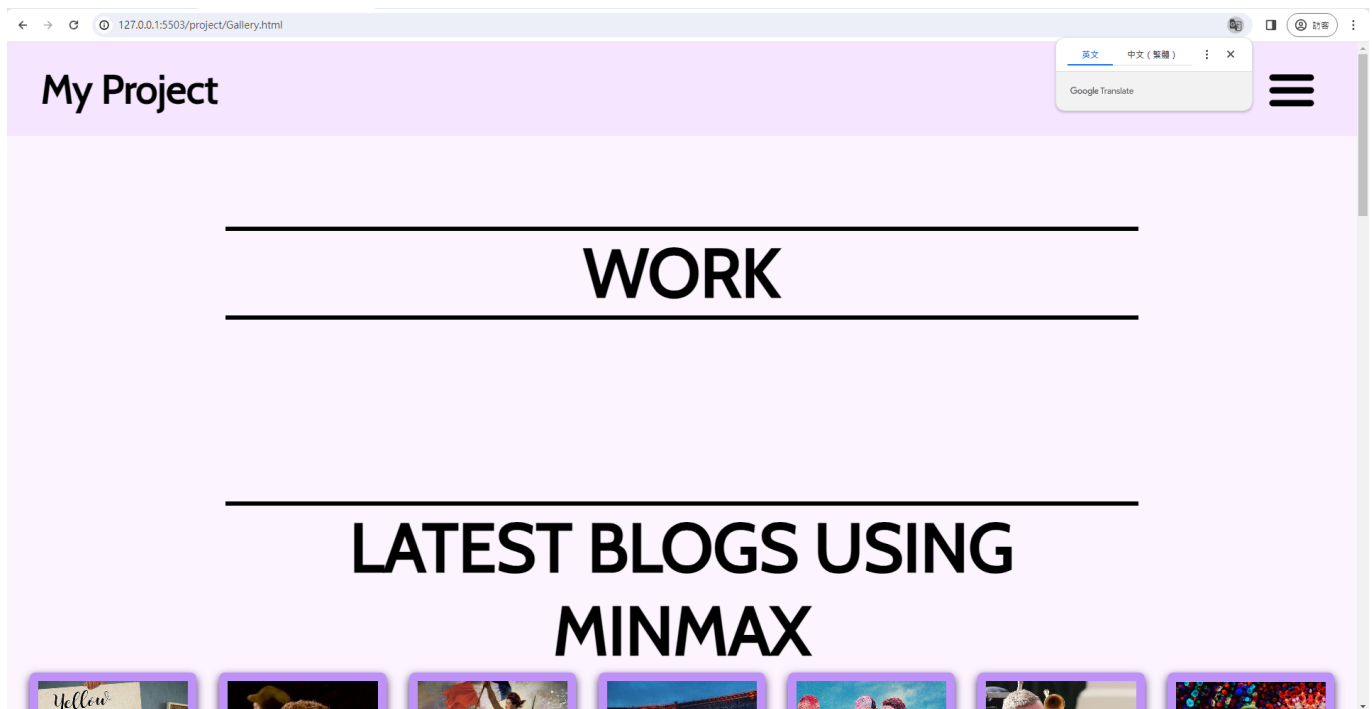 127.0.0.1:5503/project/Gallery.html
訪客
英文 中文（繁體）
Google Translate
My Project
WORK
LATEST BLOGS USING
MINMAX
Yellow